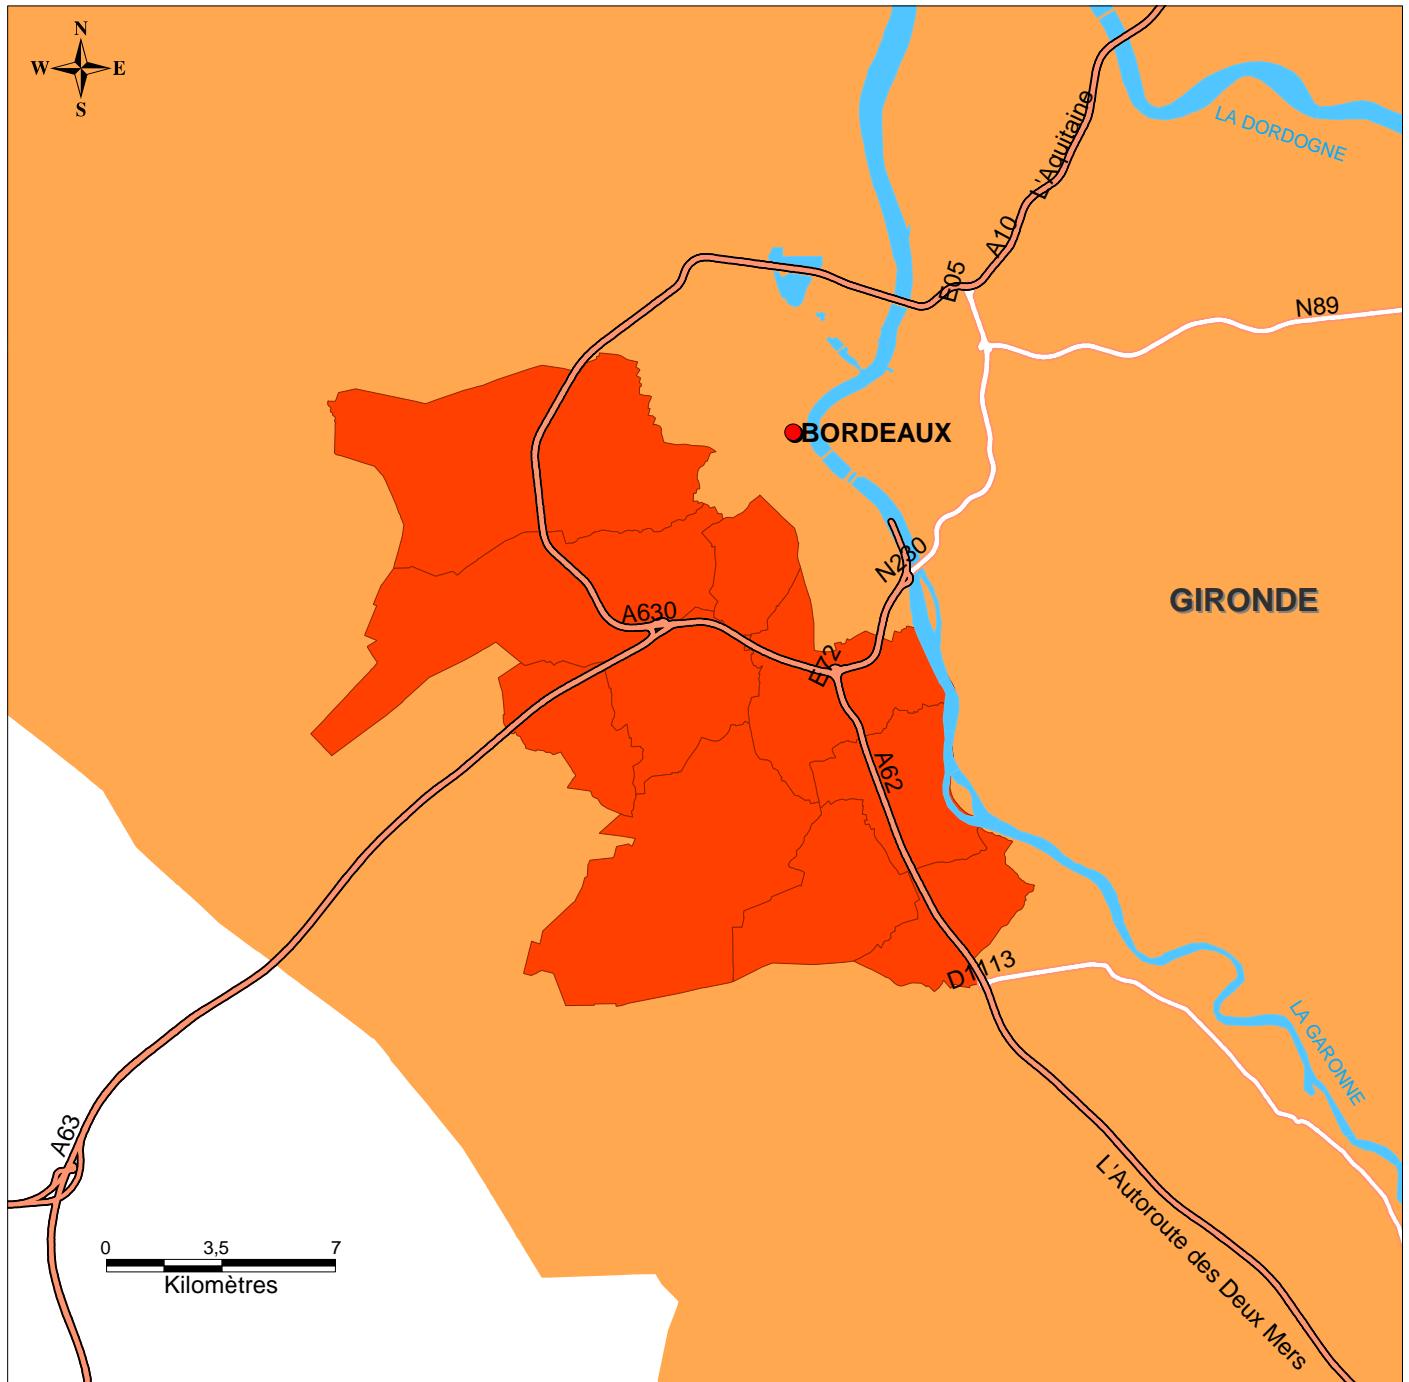 N
W E
S
LA DORDOGNE
L'Aquitaine
A10
E05
N89
BORDEAUX
N230
GIRONDE
A630
E72
A62
D1113
LA GARONNE
A63
L'Autoroute des Deux Mers
0 3,5 7
Kilomètres